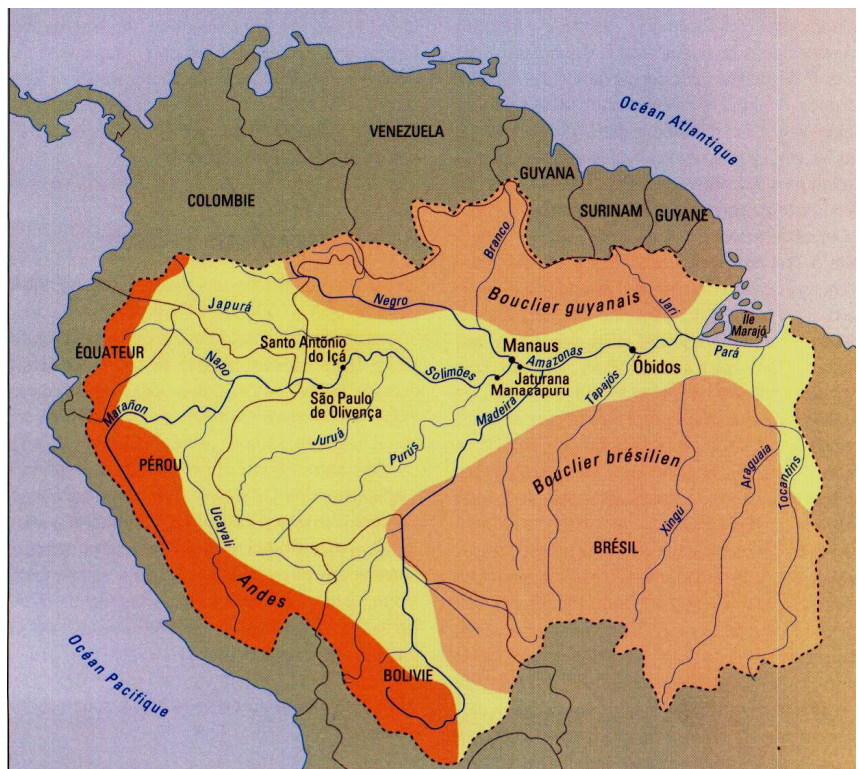 Océan Atlantique
VENEZUELA
GUYANA
COLOMBIE
SURINAM
GUYANE
Branco
Bouclier guyanais
Negro
Jari
Île
Marajó
Japurá
Santo Antônio
do Içá
Manaus
Amazonas
Pará
ÉQUATEUR
Napo
Solimões
Jaturana
Manacapuru
Óbidos
São Paulo
de Olivença
Marañon
Juruá
Purús
Madeira
Tapajós
PÉROU
Bouclier brésilien
Araguaia
Tocantins
Ucayali
Xingú
BRÉSIL
Andes
Océan Pacifique
BOLIVIE